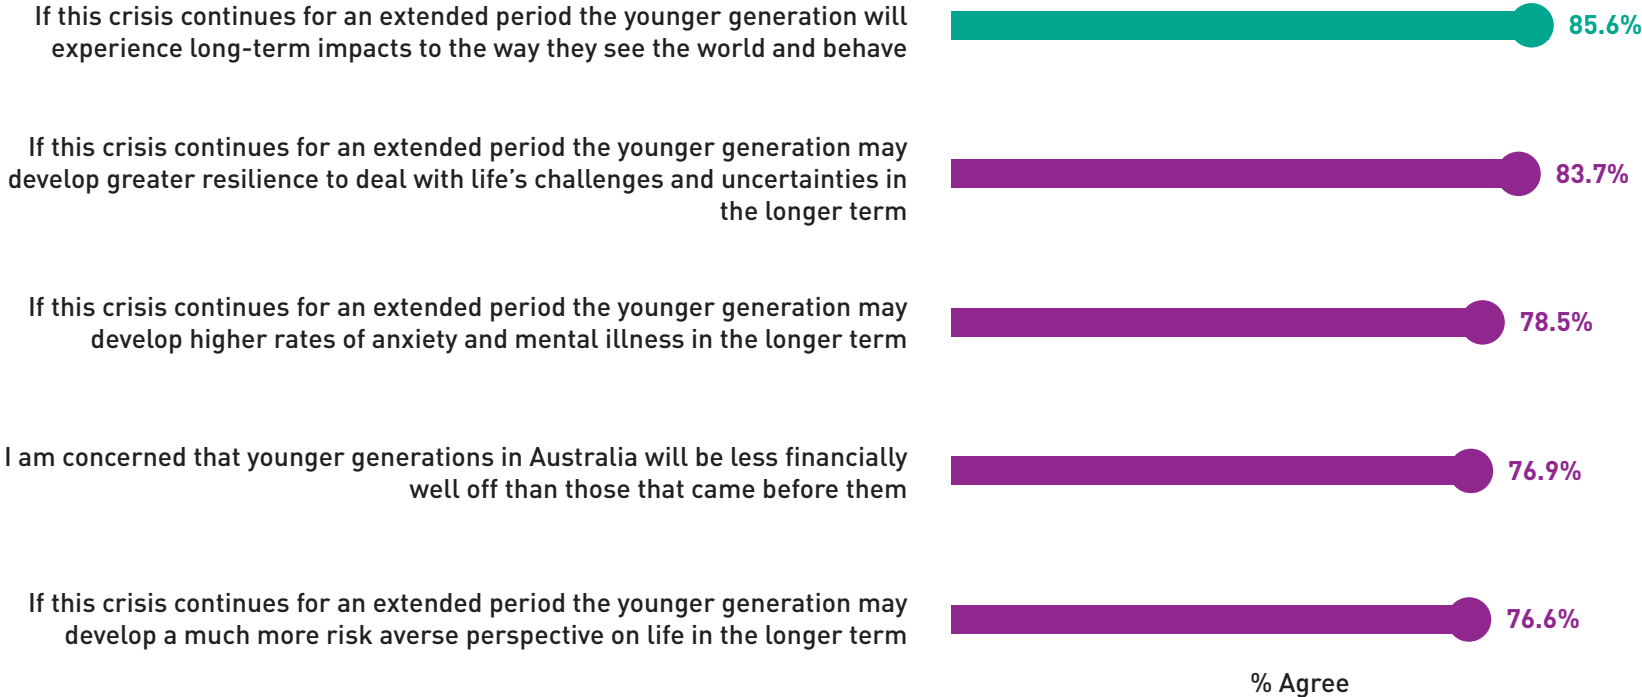 If this crisis continues for an extended period the younger generation will
experience long-term impacts to the way they see the world and behave
85.6%
If this crisis continues for an extended period the younger generation may
develop greater resilience to deal with life’s challenges and uncertainties in
the longer term
83.7%
If this crisis continues for an extended period the younger generation may
develop higher rates of anxiety and mental illness in the longer term
78.5%
I am concerned that younger generations in Australia will be less financially
well off than those that came before them
76.9%
If this crisis continues for an extended period the younger generation may
develop a much more risk averse perspective on life in the longer term
76.6%
% Agree